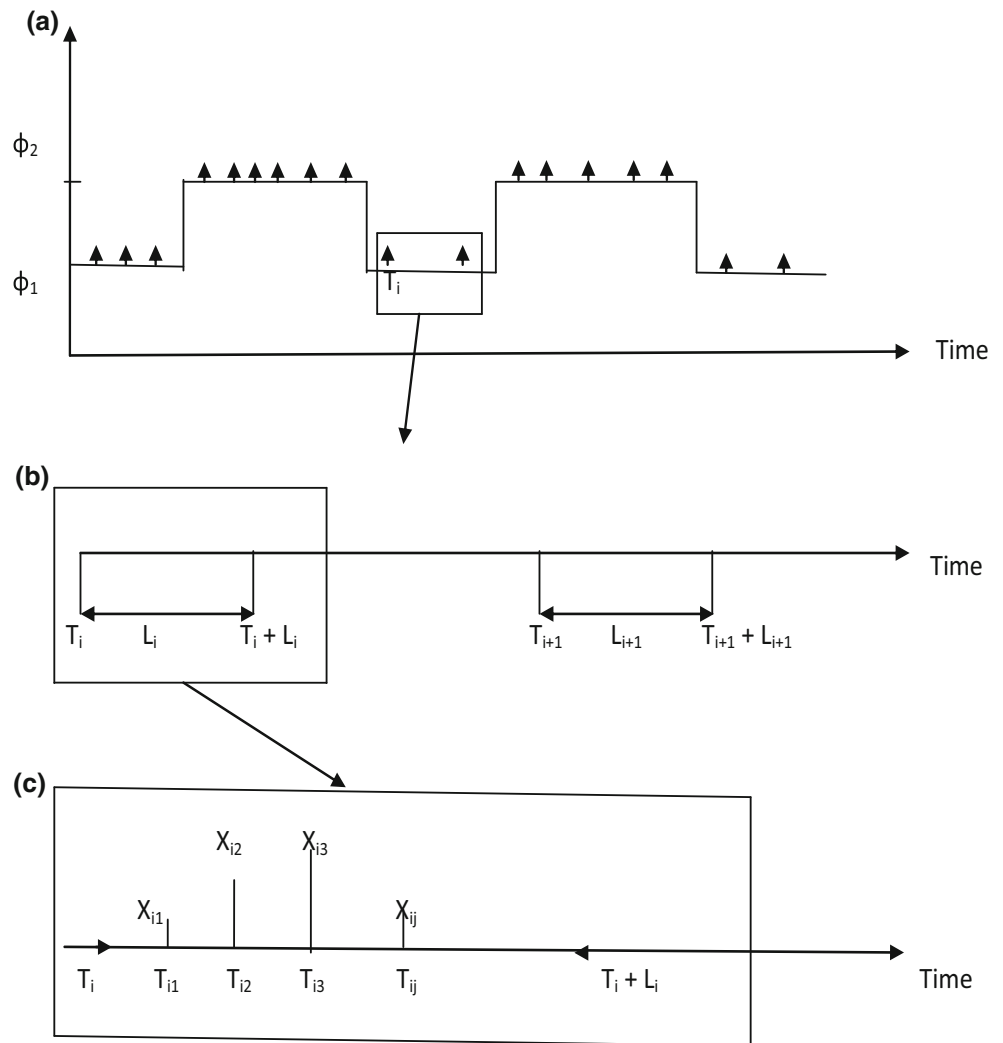 (a)
ϕ₂
ϕ₁
Tᵢ
Time
(b)
Time
Tᵢ Lᵢ Tᵢ + Lᵢ Tᵢ₊₁ Lᵢ₊₁ Tᵢ₊₁ + Lᵢ₊₁
(c)
Xᵢ₂ Xᵢ₃
Xᵢ₁ Xᵢⱼ
Tᵢ Tᵢ₁ Tᵢ₂ Tᵢ₃ Tᵢⱼ Tᵢ + Lᵢ Time